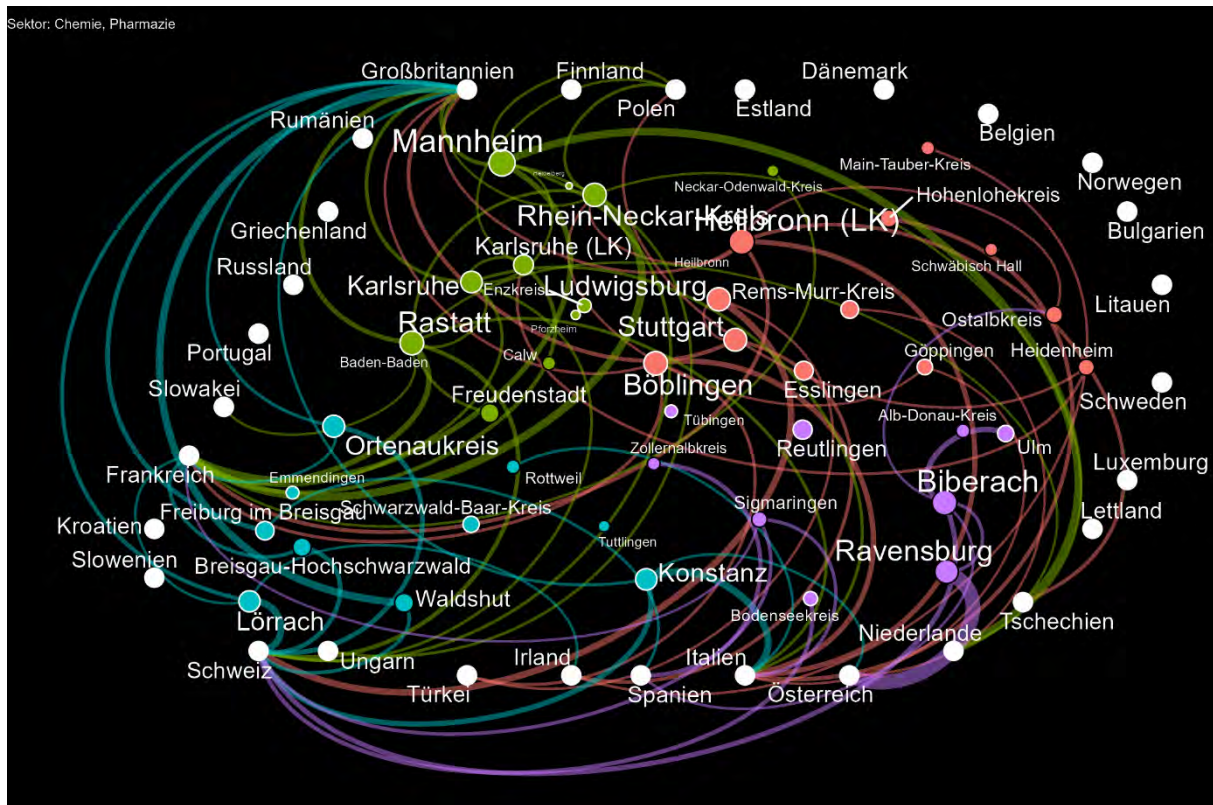 Sektor: Chemie, Pharmazie
Großbritannien
Finnland
Dänemark
Polen
Estland
Rumänien
Belgien
Mannheim
Main-Tauber-Kreis
Heidelberg
Neckar-Odenwald-Kreis
Norwegen
Hohenlohekreis
Rhein-Neckar-Kreis
Heilbronn (LK)
Griechenland
Bulgarien
Karlsruhe (LK)
Heilbronn
Russland
Schwäbisch Hall
Karlsruhe
Enzkreis
Ludwigsburg
Rems-Murr-Kreis
Litauen
Rastatt
Pforzheim
Stuttgart
Ostalbkreis
Portugal
Baden-Baden
Calw
Göppingen
Heidenheim
Slowakei
Böblingen
Esslingen
Freudenstadt
Schweden
Tübingen
Alb-Donau-Kreis
Ortenaukreis
Zollernalbkreis
Reutlingen
Ulm
Frankreich
Emmendingen
Rottweil
Luxemburg
Biberach
Freiburg im Breisgau
Schwarzwald-Baar-Kreis
Sigmaringen
Kroatien
Lettland
Tuttlingen
Slowenien
Breisgau-Hochschwarzwald
Ravensburg
Konstanz
Waldshut
Bodenseekreis
Tschechien
Lörrach
Niederlande
Schweiz
Ungarn
Irland
Italien
Türkei
Spanien
Österreich